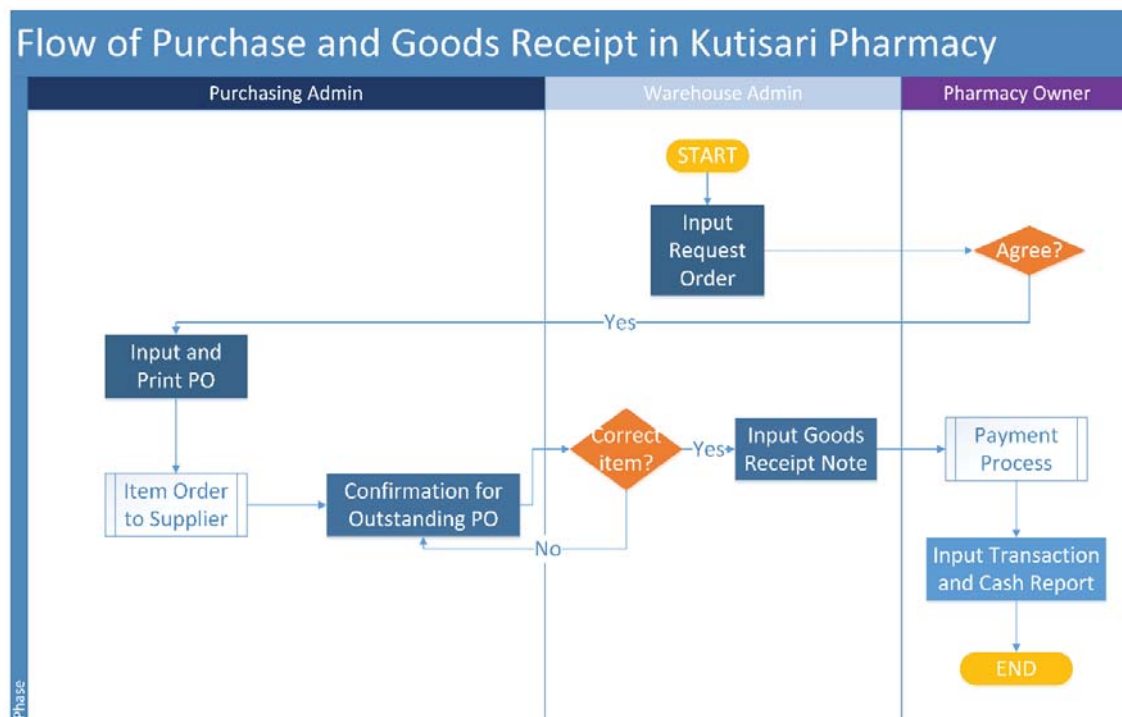 Flow of Purchase and Goods Receipt in Kutisari Pharmacy
Purchasing Admin
Warehouse Admin
Pharmacy Owner
START
Input
Request
Order
Agree?
Yes
Input and
Print PO
Item Order
to Supplier
Confirmation for
Outstanding PO
Correct
item?
Yes
No
Input Goods
Receipt Note
Payment
Process
Input Transaction
and Cash Report
END
Phase